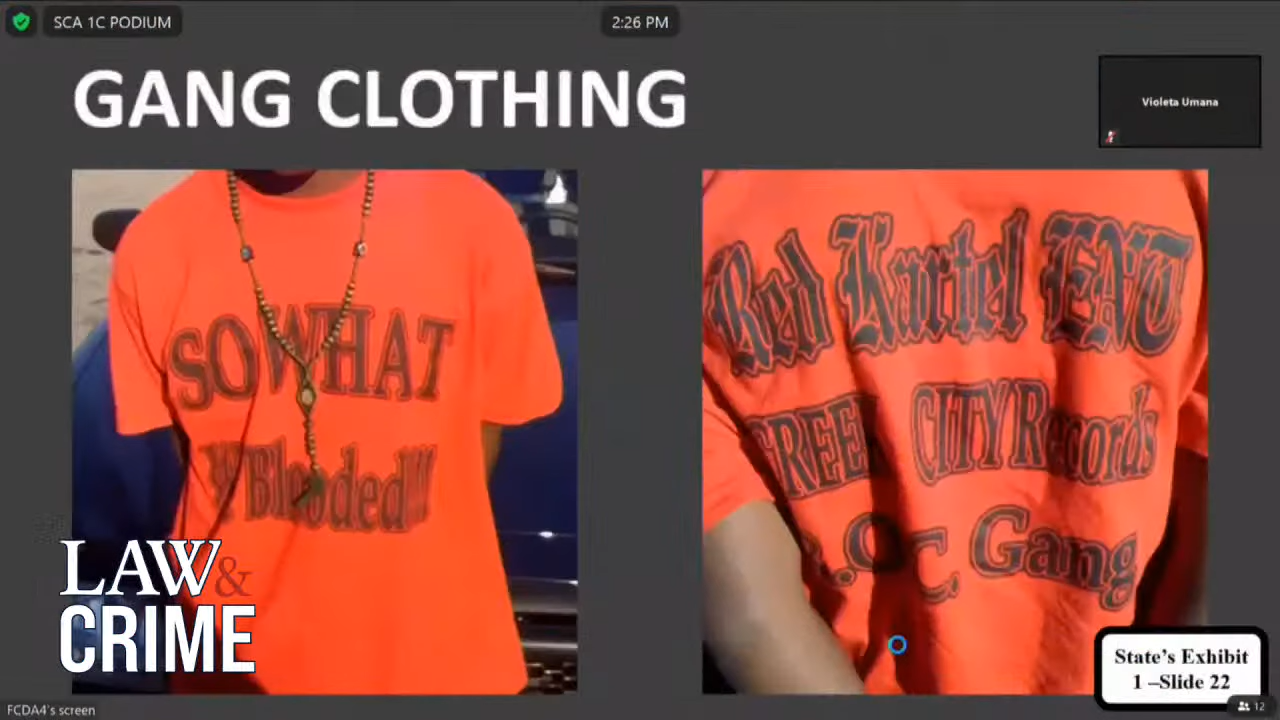 SCA 1C PODIUM
2:26 PM
GANG CLOTHING
Violeta Umana
SOWHAT
Blooded!!!
Red Kartel ENT
CITY Records
.O.C. Gang
LAW&
CRIME
State's Exhibit
1 –Slide 22
FCDA4's screen
12